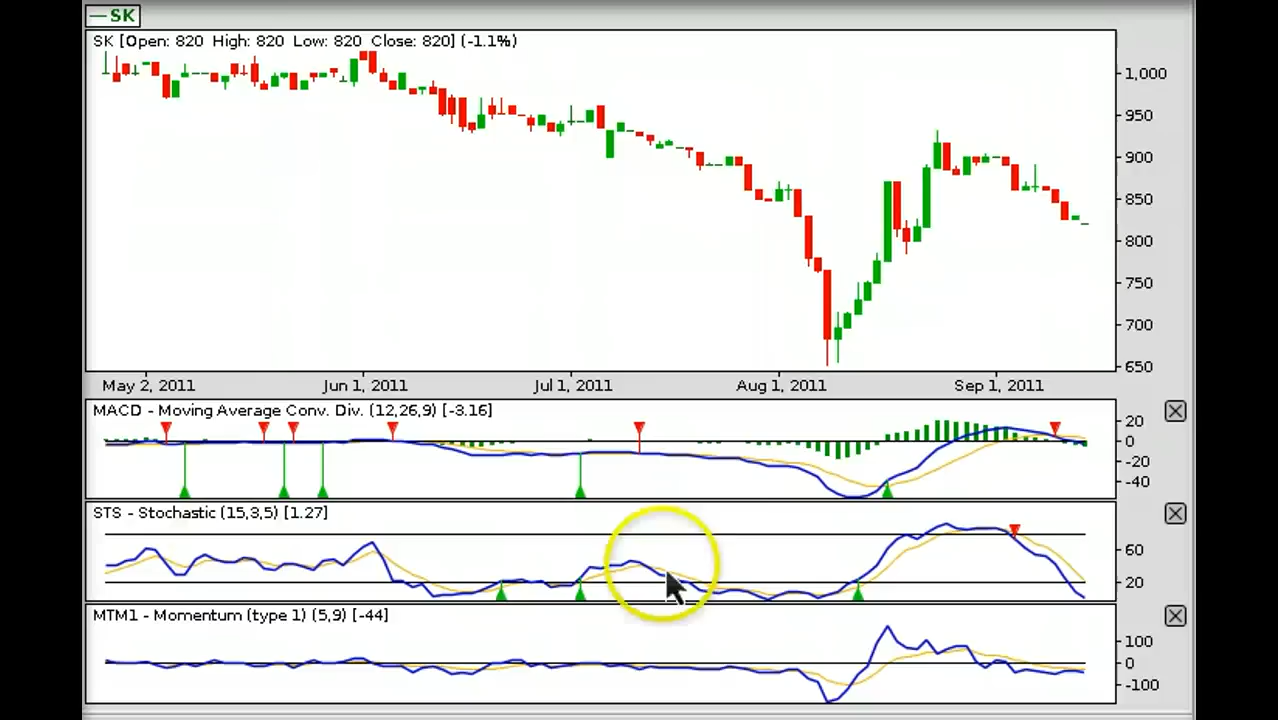 SK
SK [Open: 820 High: 820 Low: 820 Close: 820] (-1.1%)
1,000
950
900
850
800
750
700
650
May 2, 2011 Jun 1, 2011 Jul 1, 2011 Aug 1, 2011 Sep 1, 2011
MACD - Moving Average Conv. Div. (12,26,9) [-3.16]
20
0
-20
-40
STS - Stochastic (15,3,5) [1.27]
60
20
MTM1 - Momentum (type 1) (5,9) [-44]
100
0
-100